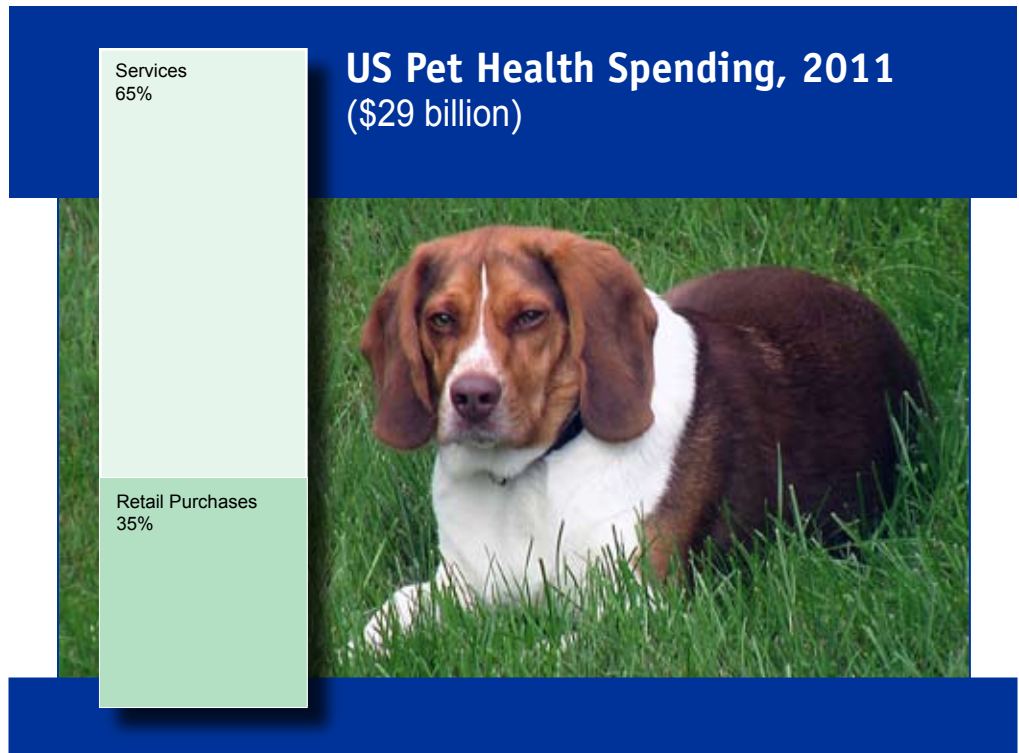 US Pet Health Spending, 2011
($29 billion)
Services
65%
Retail Purchases
35%